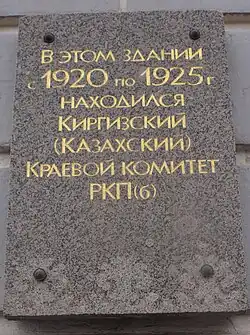 В ЭТОМ ЗДАНИИ
с 1920 по 1925 г
НАХОДИЛСЯ
КИРГИЗСКИЙ
(КАЗАХСКИЙ)
КРАЕВОЙ КОМИТЕТ
РКП(б)